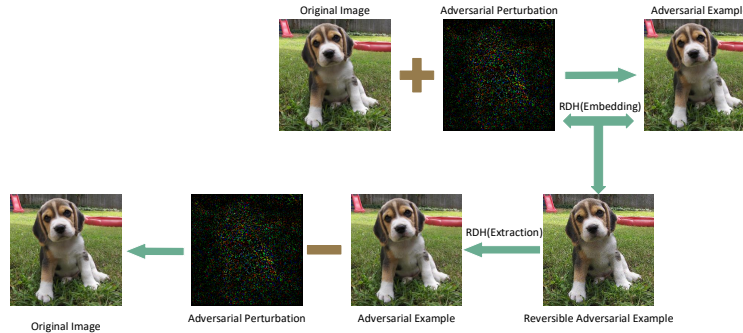 Original Image
Adversarial Perturbation
Adversarial Exampl
RDH(Embedding)
RDH(Extraction)
Original Image
Adversarial Perturbation
Adversarial Example
Reversible Adversarial Example